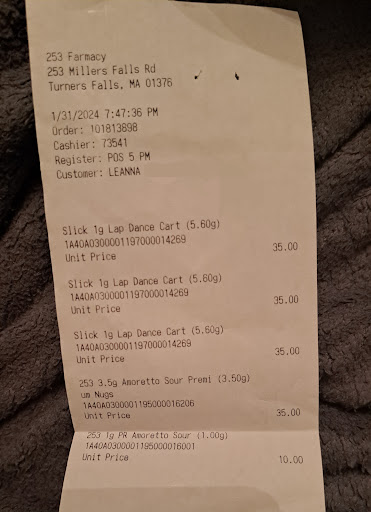 253 Farmacy
253 Millers Falls Rd
Turners Falls, MA 01376
1/31/2024 7:47:36 PM
Order: 101813898
Cashier: 73541
Register: POS 5 PM
Customer: LEANNA
Slick 1g Lap Dance Cart (5.60g)
1A40A0300001197000014269
Unit Price 35.00
Slick 1g Lap Dance Cart (5.60g)
1A40A0300001197000014269
Unit Price 35.00
Slick 1g Lap Dance Cart (5.60g)
1A40A0300001197000014269
Unit Price 35.00
253 3.5g Amoretto Sour Premi (3.50g)
um Nugs
1A40A0300001195000016206
Unit Price 35.00
253 1g PR Amoretto Sour (1.00g)
1A40A0300001195000016001
Unit Price 10.00